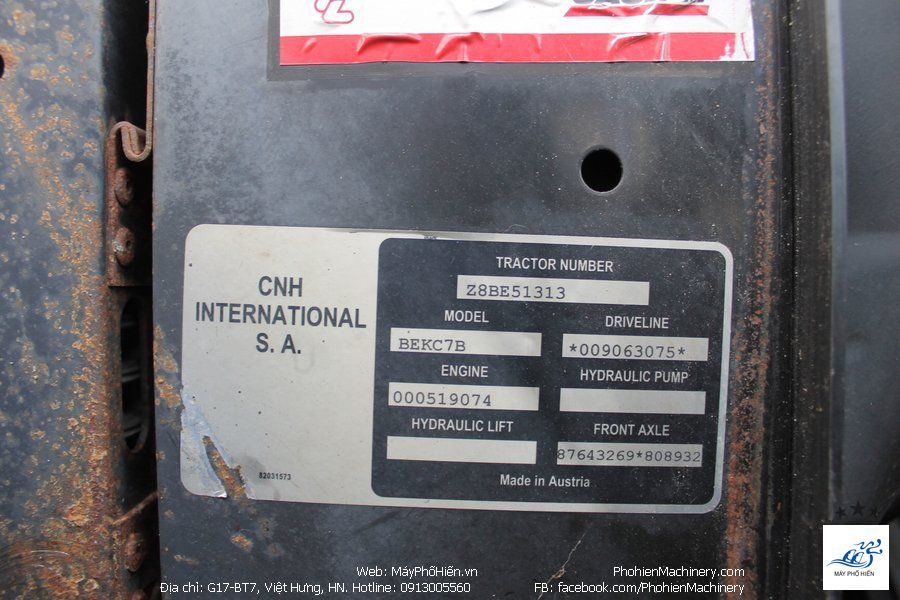 CNH
INTERNATIONAL
S. A.
82031573
TRACTOR NUMBER
Z8BE51313
MODEL
BEKC7B
DRIVELINE
*009063075*
ENGINE
000519074
HYDRAULIC PUMP
HYDRAULIC LIFT
FRONT AXLE
87643269*808932
Made in Austria
MÁY PHỐ HIẾN
Web: MáyPhốHiến.vn
PhohienMachinery.com
Địa chỉ: G17-BT7, Việt Hưng, HN. Hotline: 0913005560
FB: facebook.com/PhohienMachinery